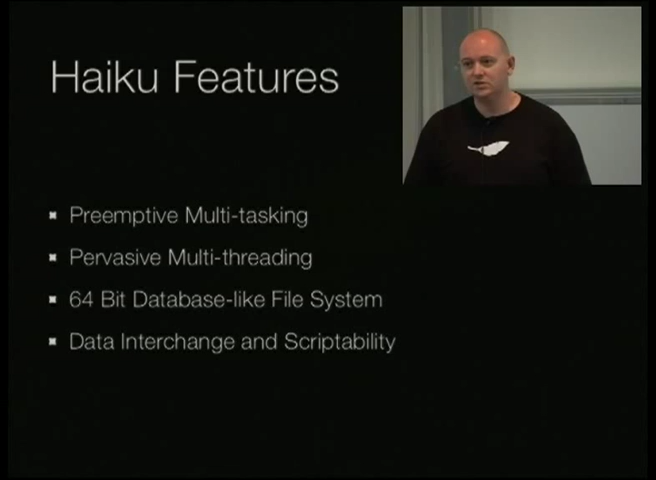 Haiku Features
Preemptive Multi-tasking
Pervasive Multi-threading
64 Bit Database-like File System
Data Interchange and Scriptability